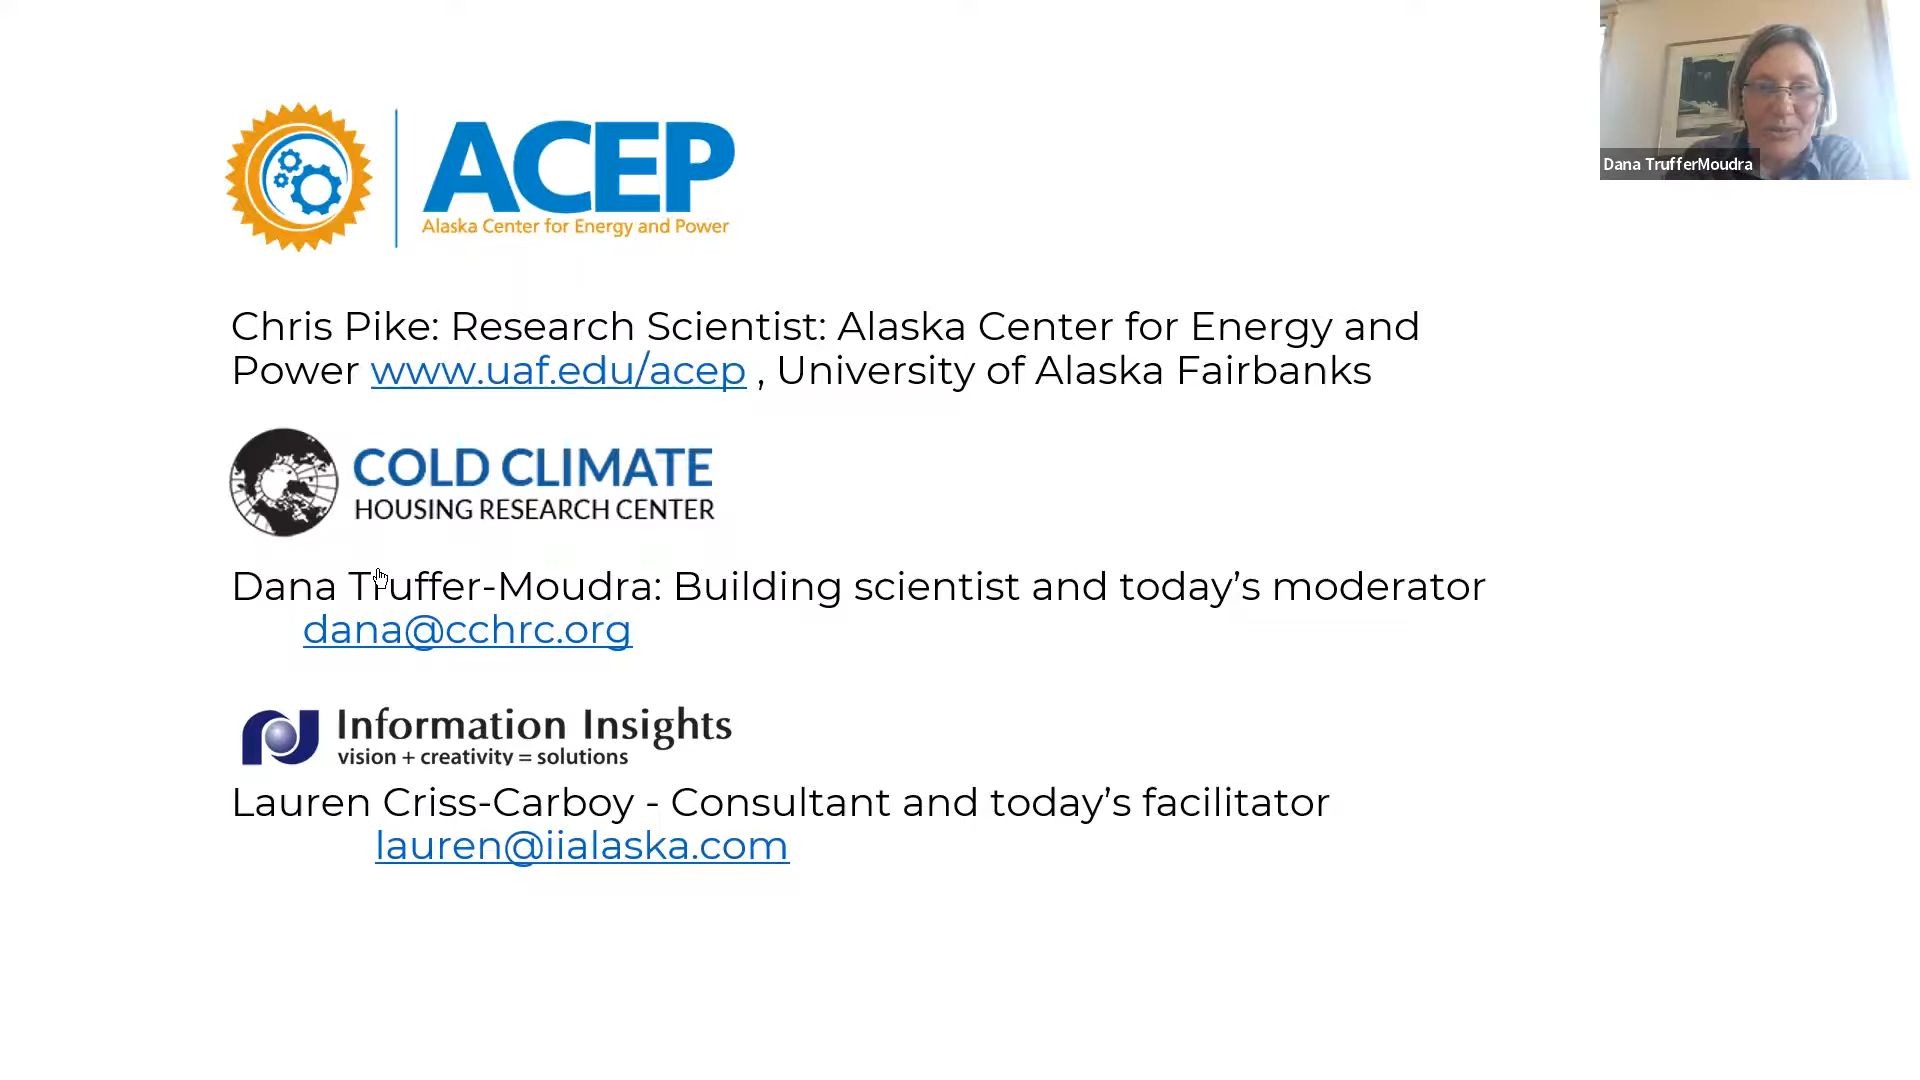 ACEP
Alaska Center for Energy and Power
Dana TrufferMoudra
Chris Pike: Research Scientist: Alaska Center for Energy and
Power www.uaf.edu/acep , University of Alaska Fairbanks
COLD CLIMATE
HOUSING RESEARCH CENTER
Dana Truffer-Moudra: Building scientist and today’s moderator
dana@cchrc.org
Information Insights
vision + creativity = solutions
Lauren Criss-Carboy - Consultant and today’s facilitator
lauren@iialaska.com